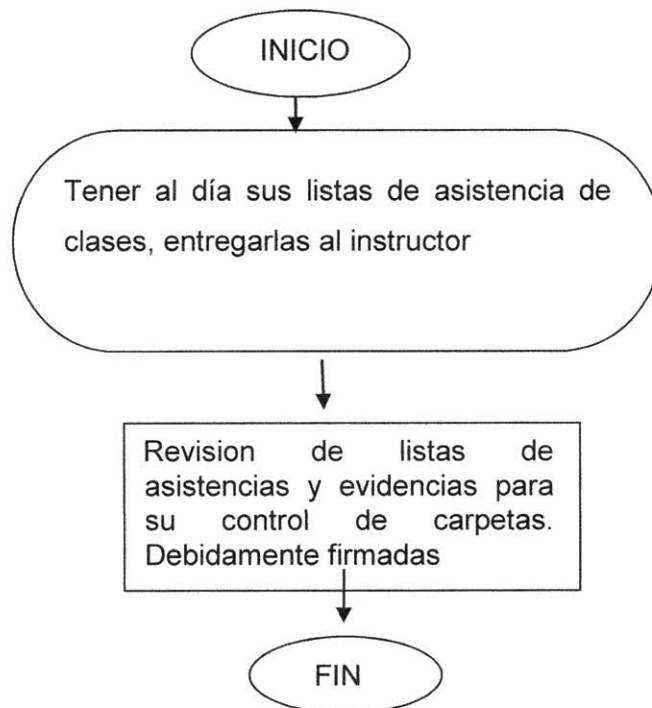 INICIO
Tener al día sus listas de asistencia de
clases, entregarlas al instructor
Revision de listas de
asistencias y evidencias para
su control de carpetas.
Debidamente firmadas
FIN